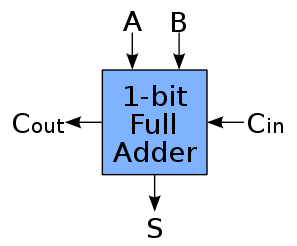 A B
1-bit
Cout Full Cin
Adder
S